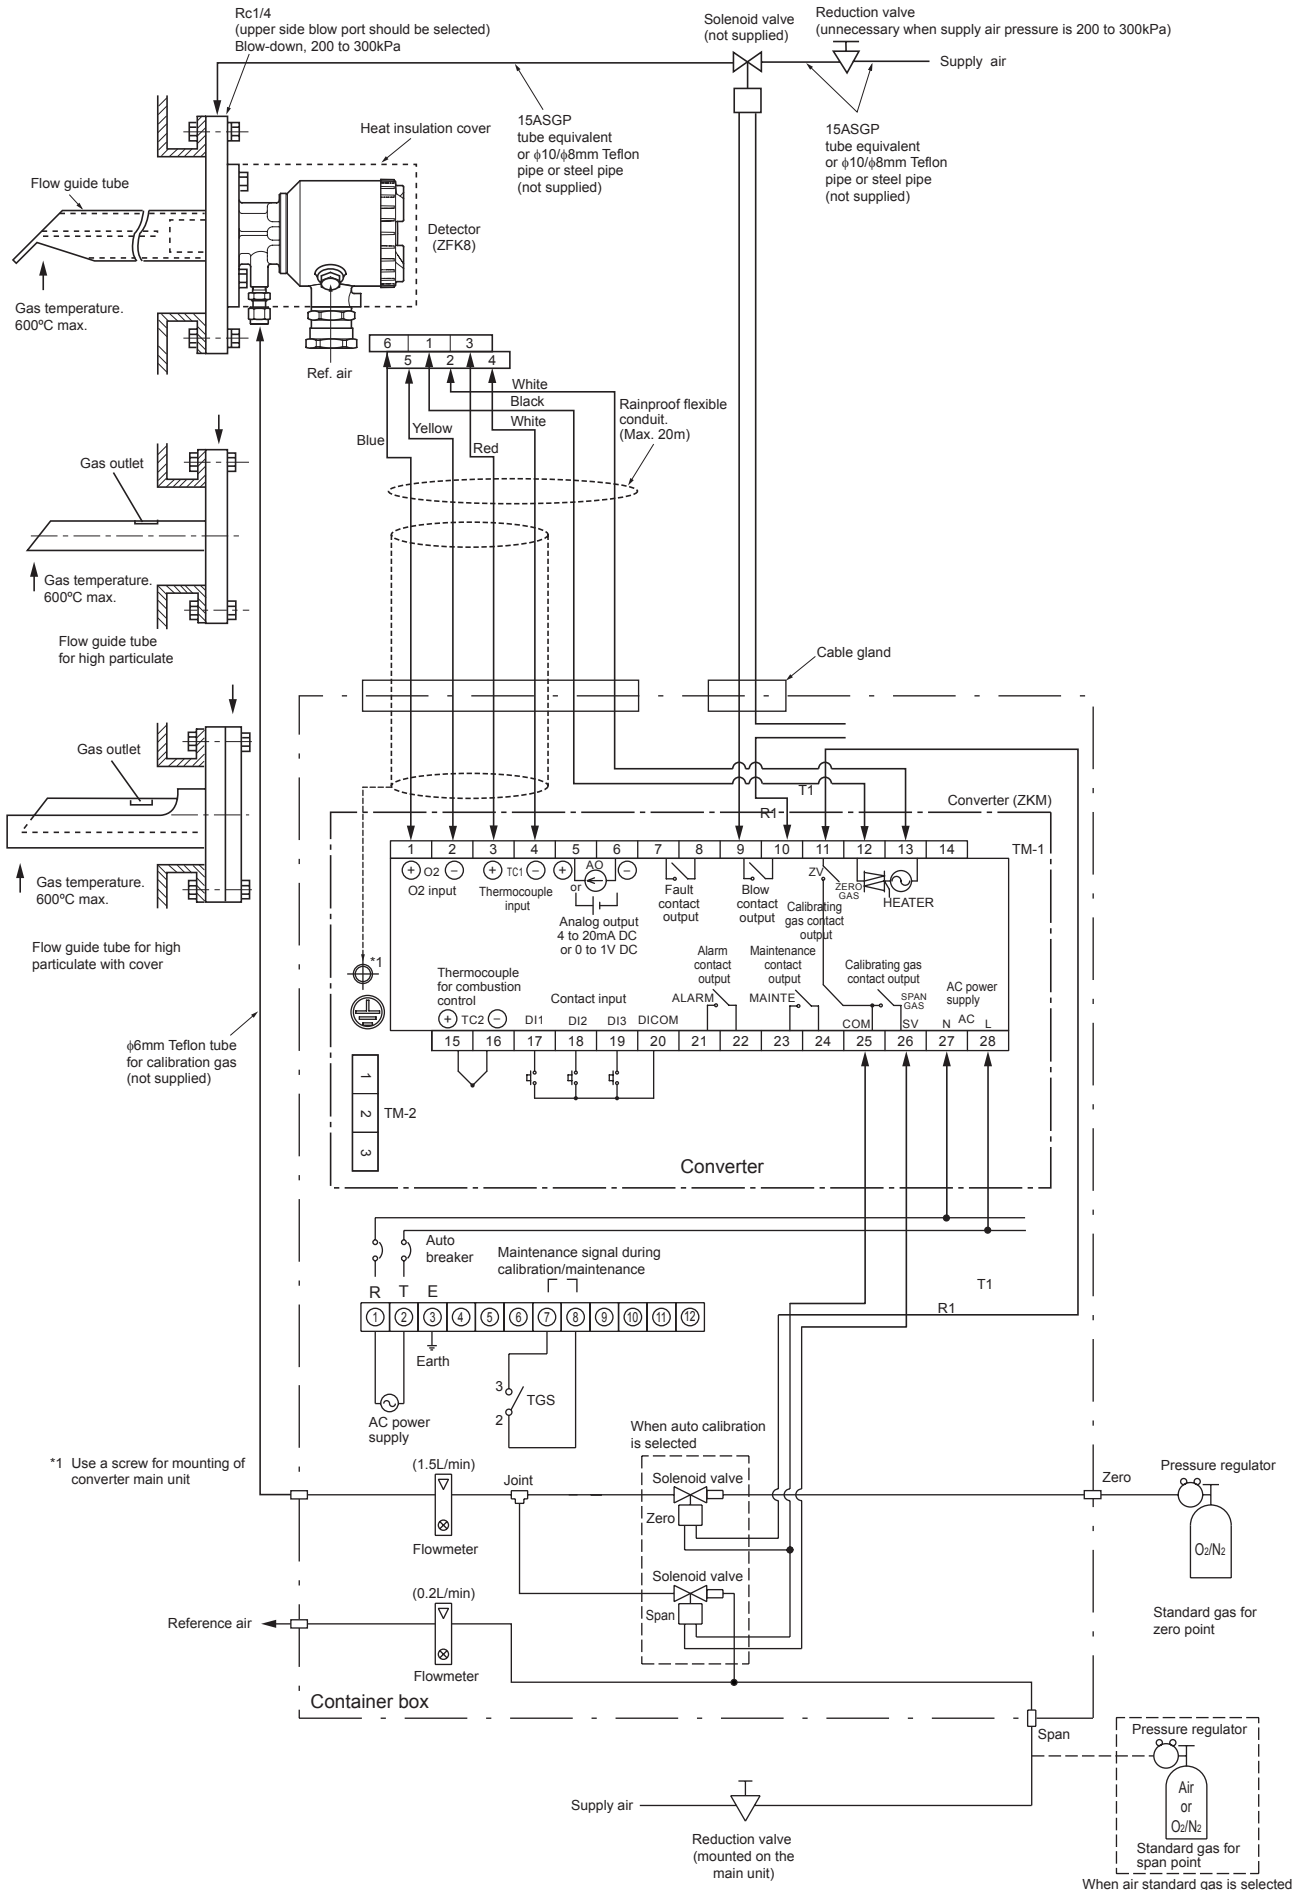 Rc1/4
(upper side blow port should be selected)
Blow-down, 200 to 300kPa
Solenoid valve
(not supplied)
Reduction valve
(unnecessary when supply air pressure is 200 to 300kPa)
Supply air
15ASGP
tube equivalent
or ϕ10/ϕ8mm Teflon
pipe or steel pipe
(not supplied)
15ASGP
tube equivalent
or ϕ10/ϕ8mm Teflon
pipe or steel pipe
(not supplied)
Heat insulation cover
Flow guide tube
Detector
(ZFK8)
Gas temperature.
600ºC max.
Ref. air
6 1 3
5 2 4
White
Black
White
Yellow
Blue
Red
Rainproof flexible
conduit.
(Max. 20m)
Gas outlet
Gas temperature.
600ºC max.
Flow guide tube
for high particulate
Cable gland
Gas outlet
Gas temperature.
600ºC max.
Flow guide tube for high
particulate with cover
T1
R1
Converter (ZKM)
1 2 3 4 5 6 7 8 9 10 11 12 13 14
TM-1
+ O2 −
O2 input
+ TC1 −
Thermocouple
input
+ AO −
or
Analog output
4 to 20mA DC
or 0 to 1V DC
Fault
contact
output
Blow
contact
output
ZV
ZERO
GAS
Calibrating
gas contact
output
HEATER
*1
Thermocouple
for combustion
control
+ TC2 −
Contact input
DI1 DI2 DI3 DICOM
Alarm
contact
output
ALARM
Maintenance
contact
output
MAINTE
Calibrating gas
contact output
SPAN
GAS
COM SV
AC power
supply
N AC L
15 16 17 18 19 20 21 22 23 24 25 26 27 28
ϕ6mm Teflon tube
for calibration gas
(not supplied)
1
2
3
TM-2
Converter
Auto
breaker
Maintenance signal during
calibration/maintenance
R T E
1 2 3 4 5 6 7 8 9 10 11 12
Earth
T1
R1
3
2
TGS
AC power
supply
When auto calibration
is selected
*1 Use a screw for mounting of
converter main unit
(1.5L/min)
Flowmeter
Joint
Solenoid valve
Zero
Zero
Pressure regulator
O2/N2
Standard gas for
zero point
Solenoid valve
Span
(0.2L/min)
Flowmeter
Reference air
Container box
Span
Supply air
Reduction valve
(mounted on the
main unit)
Pressure regulator
Air
or
O2/N2
Standard gas for
span point
When air standard gas is selected